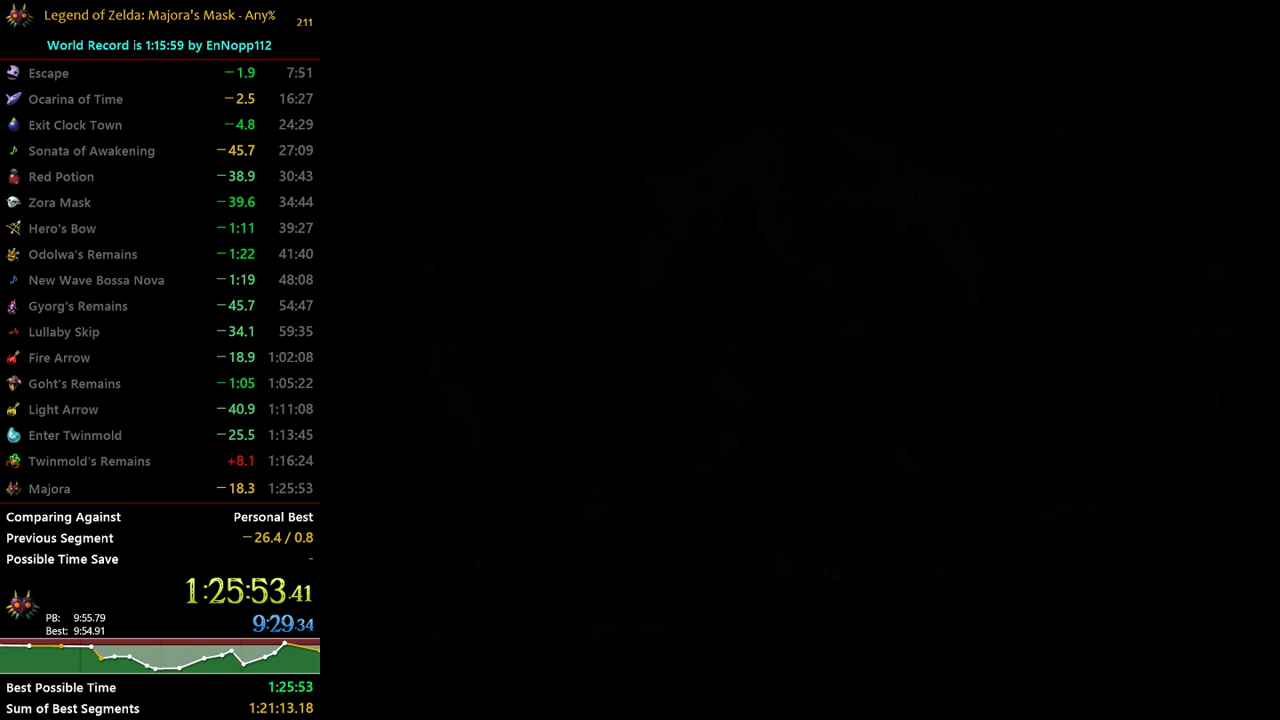 Legend of Zelda: Majora's Mask - Any%
211
World Record is 1:15:59 by EnNopp112
Escape −1.9 7:51
Ocarina of Time −2.5 16:27
Exit Clock Town −4.8 24:29
Sonata of Awakening −45.7 27:09
Red Potion −38.9 30:43
Zora Mask −39.6 34:44
Hero's Bow −1:11 39:27
Odolwa's Remains −1:22 41:40
New Wave Bossa Nova −1:19 48:08
Gyorg's Remains −45.7 54:47
Lullaby Skip −34.1 59:35
Fire Arrow −18.9 1:02:08
Goht's Remains −1:05 1:05:22
Light Arrow −40.9 1:11:08
Enter Twinmold −25.5 1:13:45
Twinmold's Remains +8.1 1:16:24
Majora −18.3 1:25:53
Comparing Against Personal Best
Previous Segment −26.4 / 0.8
Possible Time Save -
1:25:53.41
PB: 9:55.79
9:29.34
Best: 9:54.91
Best Possible Time 1:25:53
Sum of Best Segments 1:21:13.18